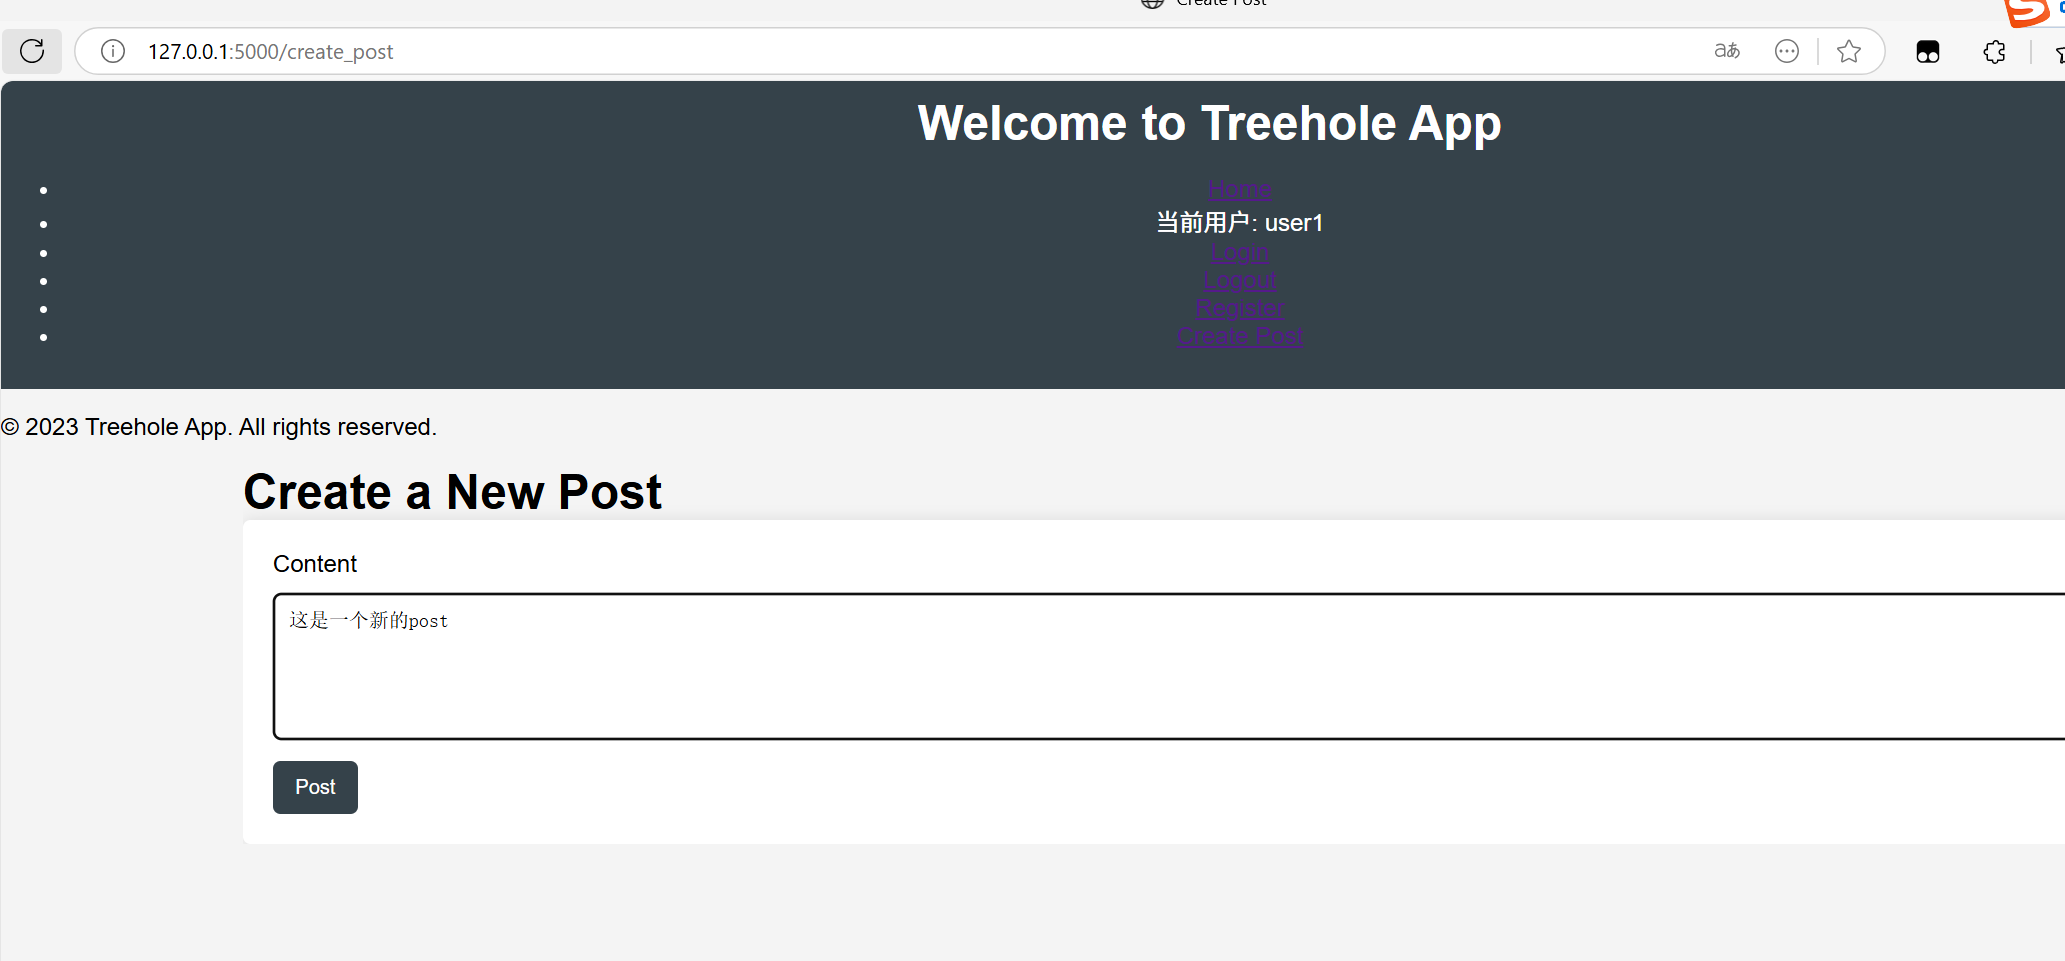 Create Post
127.0.0.1:5000/create_post
Welcome to Treehole App
Home
当前用户: user1
Login
Logout
Register
Create Post
© 2023 Treehole App. All rights reserved.
Create a New Post
Content
这是一个新的post
Post